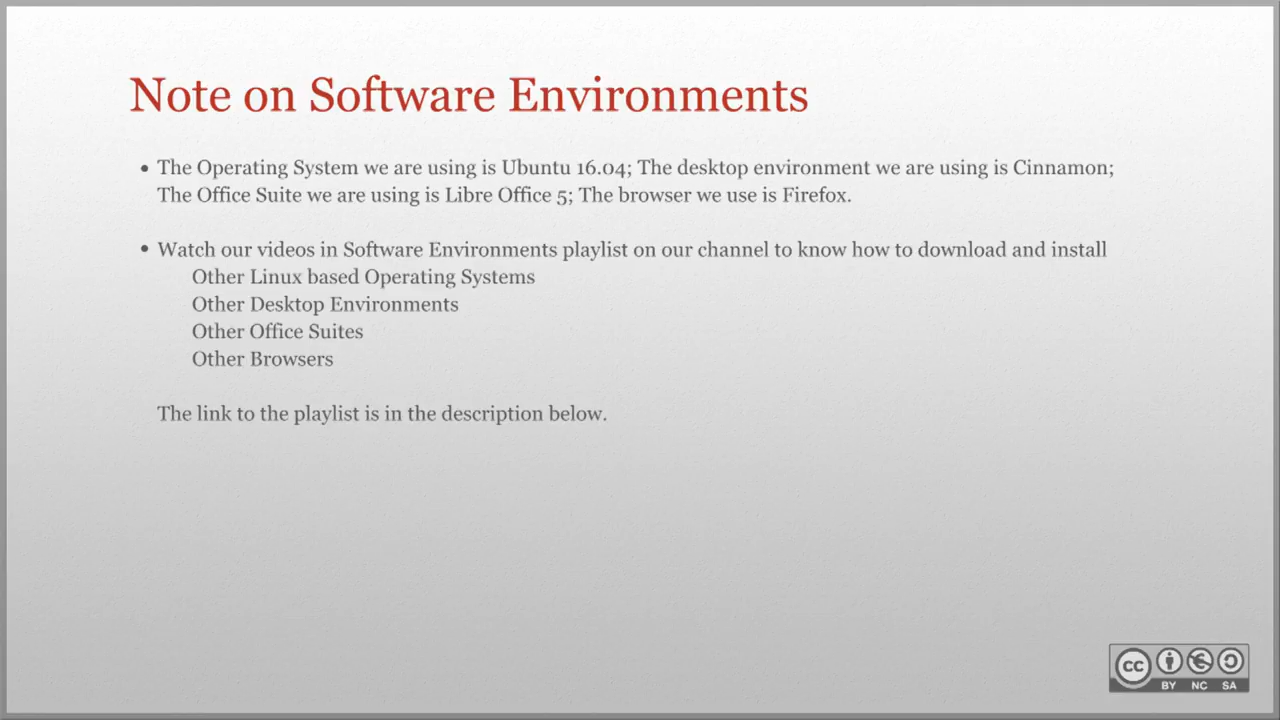 Note on Software Environments
• The Operating System we are using is Ubuntu 16.04; The desktop environment we are using is Cinnamon;
The Office Suite we are using is Libre Office 5; The browser we use is Firefox.
• Watch our videos in Software Environments playlist on our channel to know how to download and install
Other Linux based Operating Systems
Other Desktop Environments
Other Office Suites
Other Browsers
The link to the playlist is in the description below.
cc
BY NC SA